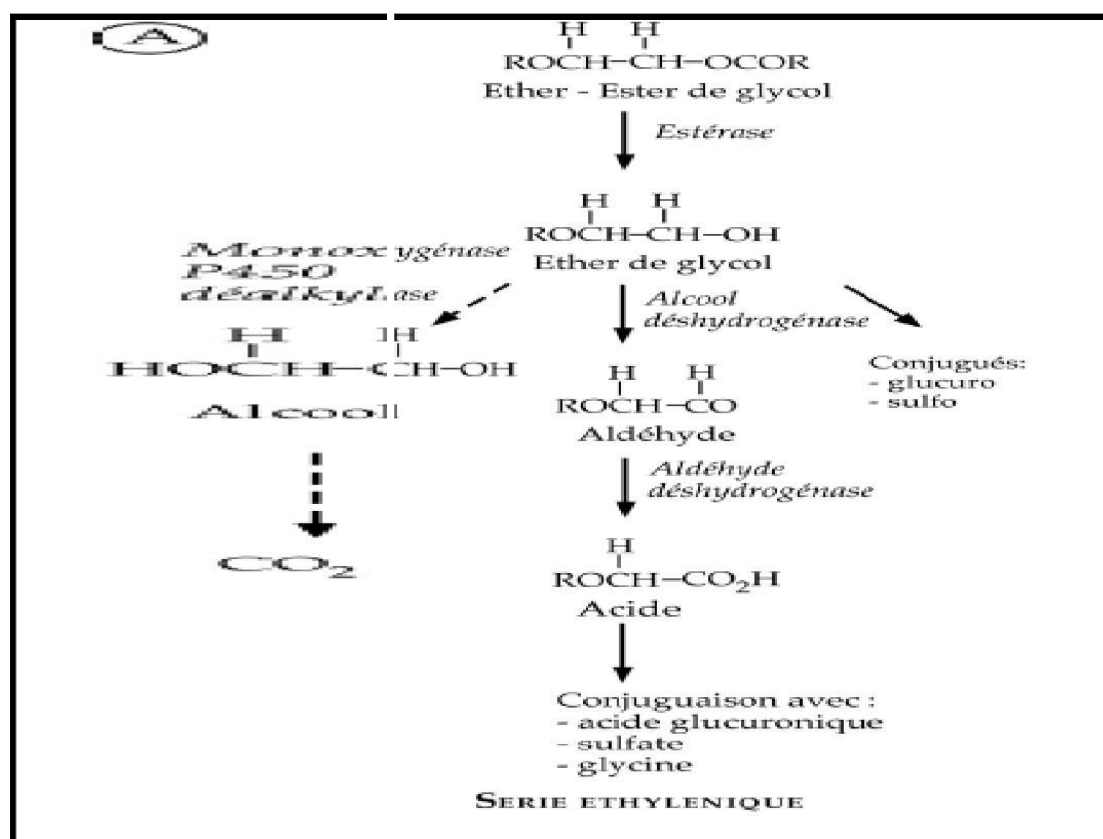 A
H H
ROCH–CH–OCOR
Ether - Ester de glycol
Estérase
H H
ROCH–CH–OH
Ether de glycol
Monoxygénase
P450
déalkylase
Alcool
déshydrogénase
H H
HOCH–CH–OH
Alcool
Conjugués:
- glucuro
- sulfo
H H
ROCH–CO
Aldéhyde
Aldéhyde
déshydrogénase
CO₂
H
ROCH–CO₂H
Acide
Conjuguaison avec :
- acide glucuronique
- sulfate
- glycine
SERIE ETHYLENIQUE